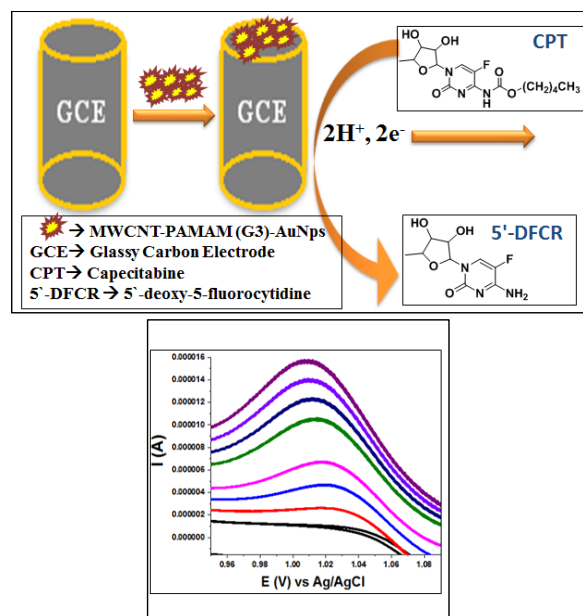 GCE
GCE
CPT
HO
OH
O
N
F
O
N
NH
O
O
(CH₂)₄CH₃
2H⁺, 2e⁻
→ MWCNT-PAMAM (G3)-AuNps
GCE→ Glassy Carbon Electrode
CPT→ Capecitabine
5`-DFCR → 5`-deoxy-5-fluorocytidine
5'-DFCR
HO
OH
O
N
F
O
N
NH₂
0.000016
0.000014
0.000012
0.000010
0.000008
0.000006
0.000004
0.000002
0.000000
I (A)
0.96 0.98 1.00 1.02 1.04 1.06 1.08
E (V) vs Ag/AgCl